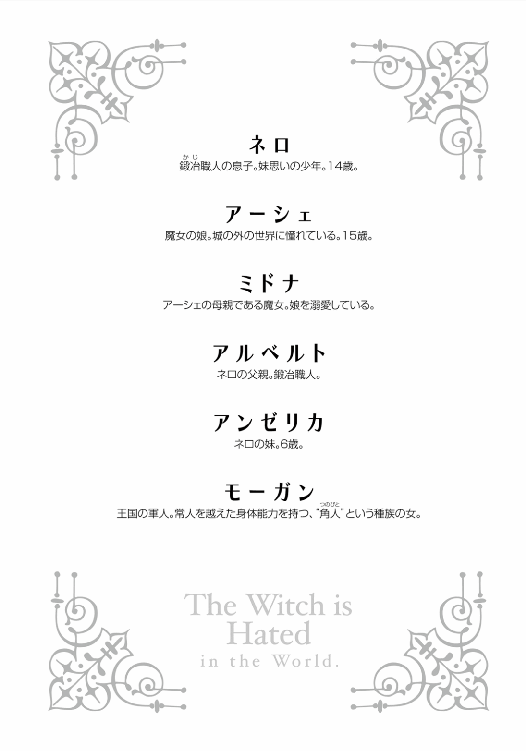 ネロ
鍛冶職人の息子。妹思いの少年。14歳。
アーシェ
魔女の娘。城の外の世界に憧れている。15歳。
ミドナ
アーシェの母親である魔女。娘を溺愛している。
アルベルト
ネロの父親。鍛冶職人。
アンゼリカ
ネロの妹。6歳。
モーガン
王国の軍人。常人を越えた身体能力を持つ、“角人”という種族の女。
The Witch is
Hated
in the World.